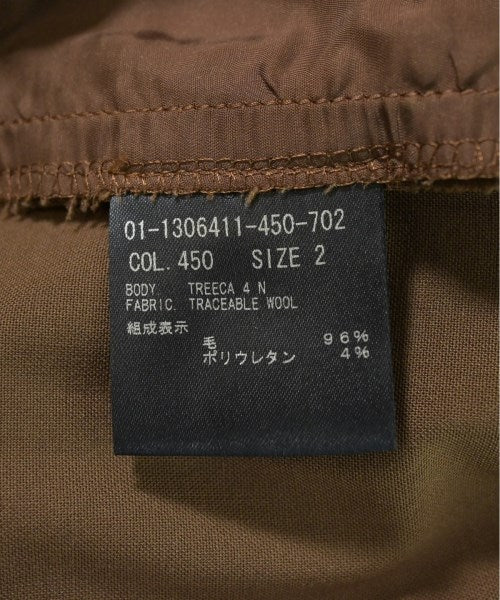 01-1306411-450-702
COL. 450 SIZE 2
BODY. TREECA 4 N
FABRIC. TRACEABLE WOOL
組成表示
毛 96%
ポリウレタン 4%